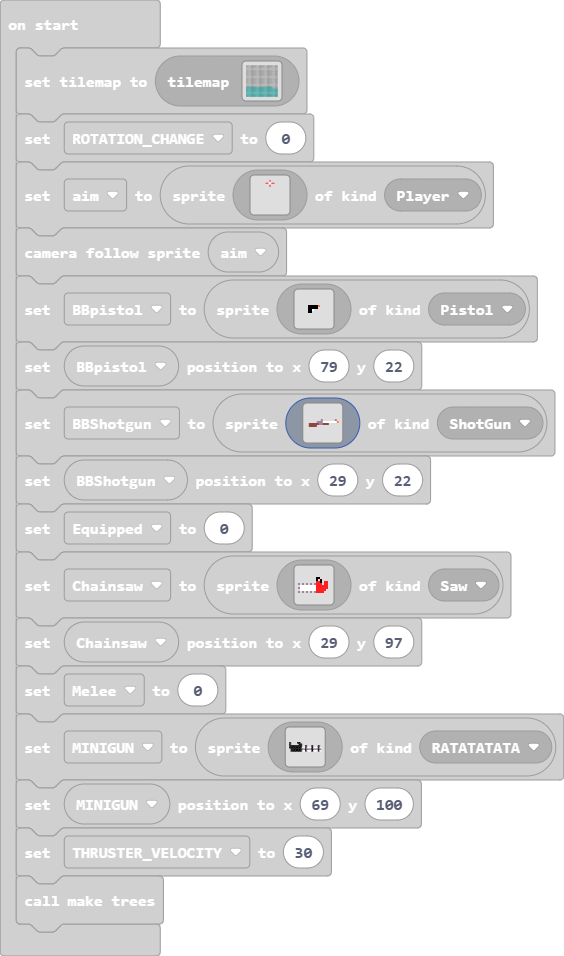 on start
set tilemap to tilemap
set ROTATION_CHANGE to 0
set aim to sprite of kind Player
camera follow sprite aim
set BBpistol to sprite of kind Pistol
set BBpistol position to x 79 y 22
set BBShotgun to sprite of kind ShotGun
set BBShotgun position to x 29 y 22
set Equipped to 0
set Chainsaw to sprite of kind Saw
set Chainsaw position to x 29 y 97
set Melee to 0
set MINIGUN to sprite of kind RATATATATA
set MINIGUN position to x 69 y 100
set THRUSTER_VELOCITY to 30
call make trees